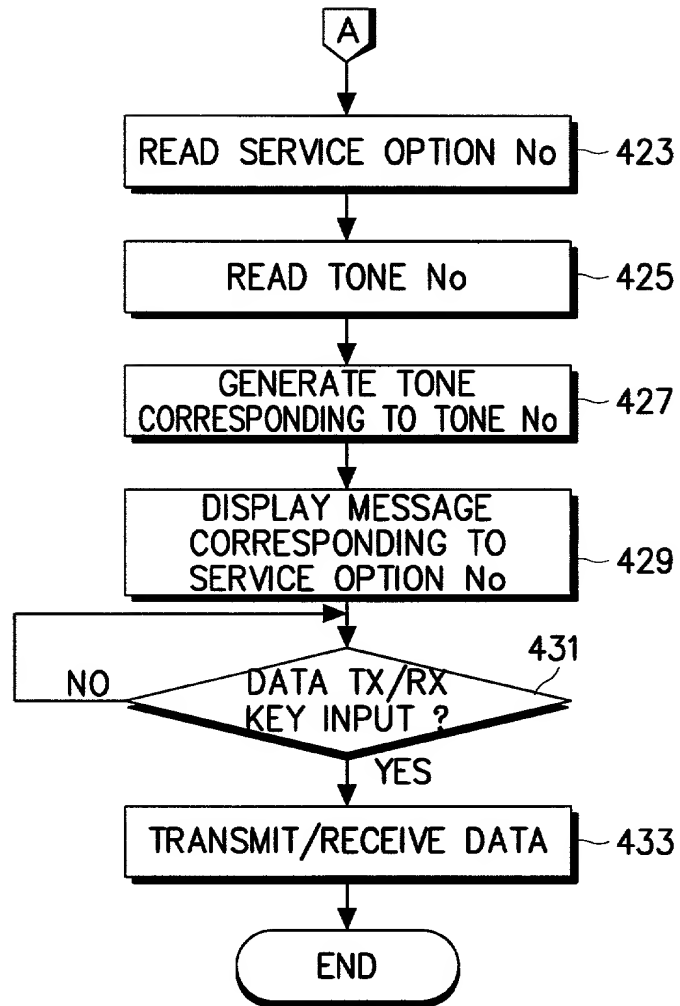 A
READ SERVICE OPTION No
423
READ TONE No
425
GENERATE TONE
CORRESPONDING TO TONE No
427
DISPLAY MESSAGE
CORRESPONDING TO
SERVICE OPTION No
429
431
NO
DATA TX/RX
KEY INPUT ?
YES
TRANSMIT/RECEIVE DATA
433
END